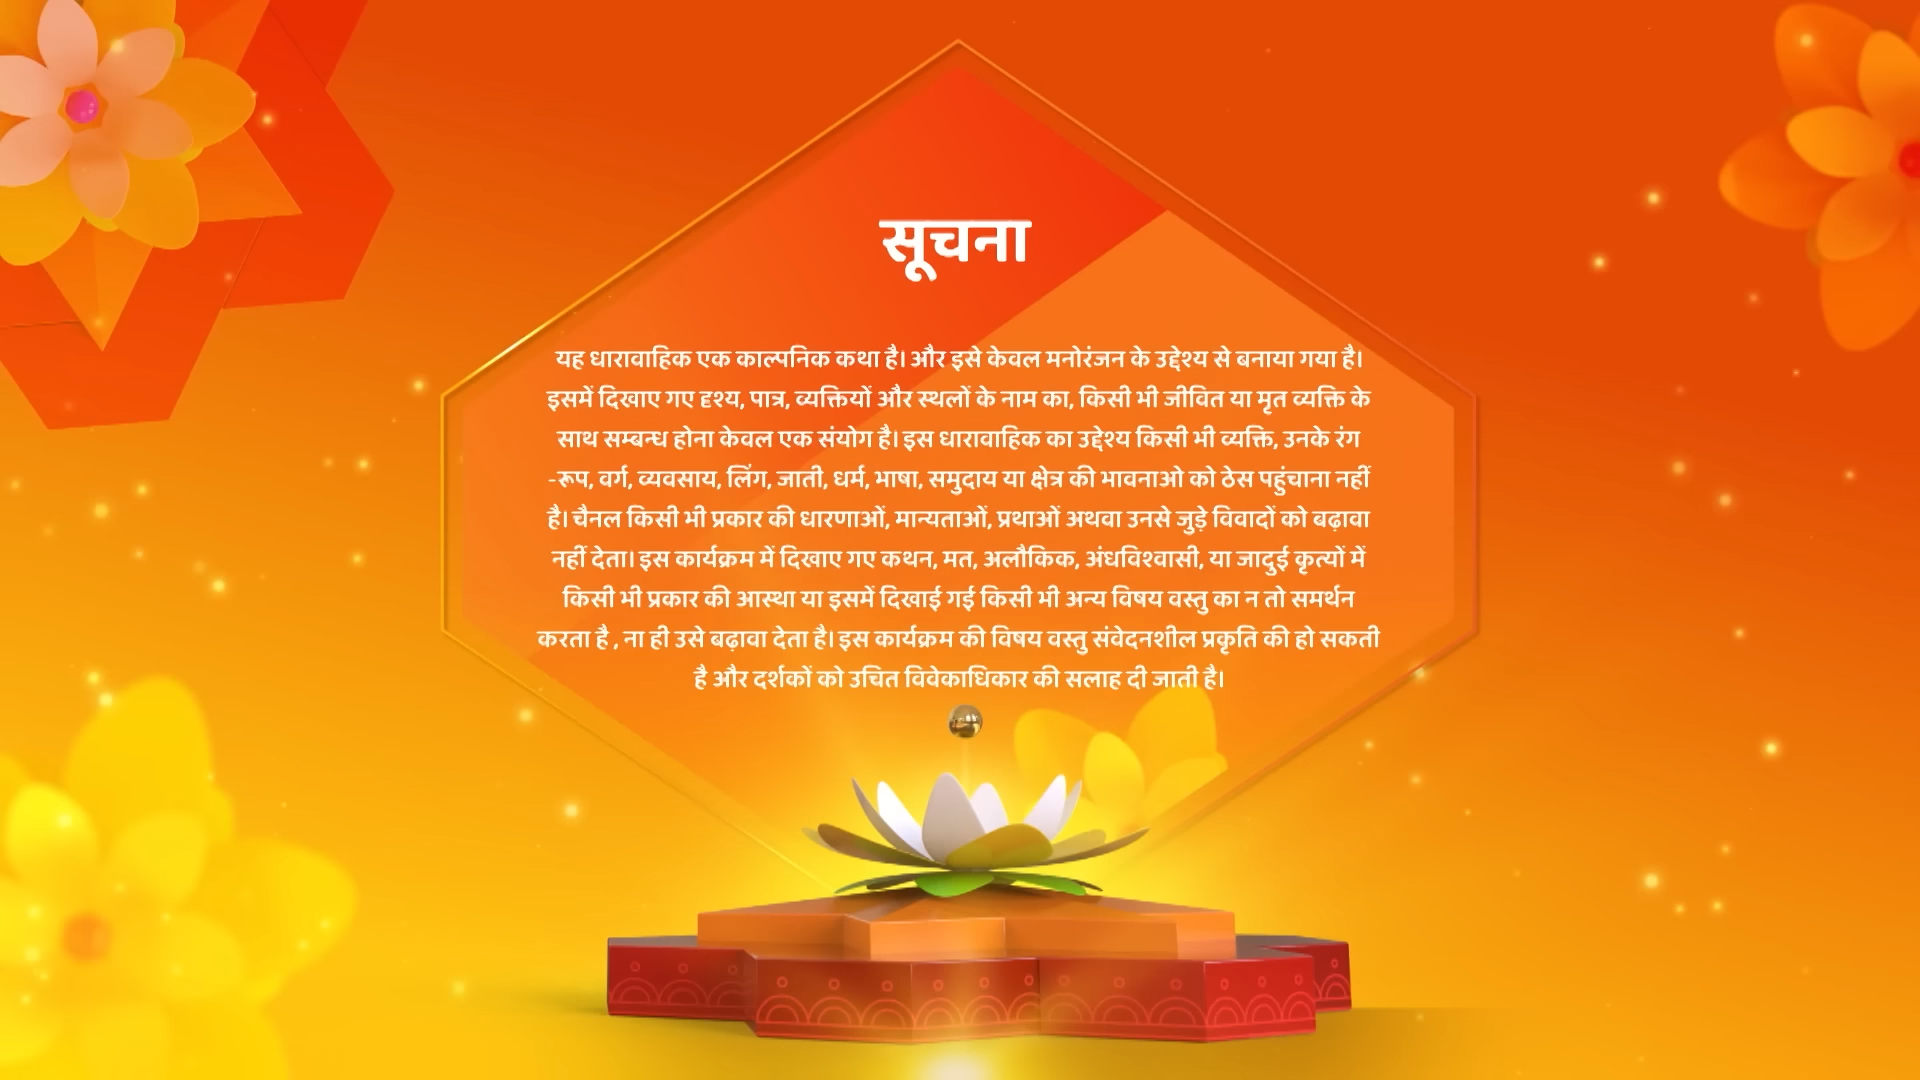 सूचना
यह धारावाहिक एक काल्पनिक कथा है। और इसे केवल मनोरंजन के उद्देश्य से बनाया गया है।
इसमें दिखाए गए दृश्य, पात्र, व्यक्तियों और स्थलों के नाम का, किसी भी जीवित या मृत व्यक्ति के
साथ सम्बन्ध होना केवल एक संयोग है। इस धारावाहिक का उद्देश्य किसी भी व्यक्ति, उनके रंग
-रूप, वर्ग, व्यवसाय, लिंग, जाती, धर्म, भाषा, समुदाय या क्षेत्र की भावनाओ को ठेस पहुंचाना नहीं
है। चैनल किसी भी प्रकार की धारणाओं, मान्यताओं, प्रथाओं अथवा उनसे जुड़े विवादों को बढ़ावा
नहीं देता। इस कार्यक्रम में दिखाए गए कथन, मत, अलौकिक, अंधविश्वासी, या जादुई कृत्यों में
किसी भी प्रकार की आस्था या इसमें दिखाई गई किसी भी अन्य विषय वस्तु का न तो समर्थन
करता है , ना ही उसे बढ़ावा देता है। इस कार्यक्रम की विषय वस्तु संवेदनशील प्रकृति की हो सकती
है और दर्शकों को उचित विवेकाधिकार की सलाह दी जाती है।